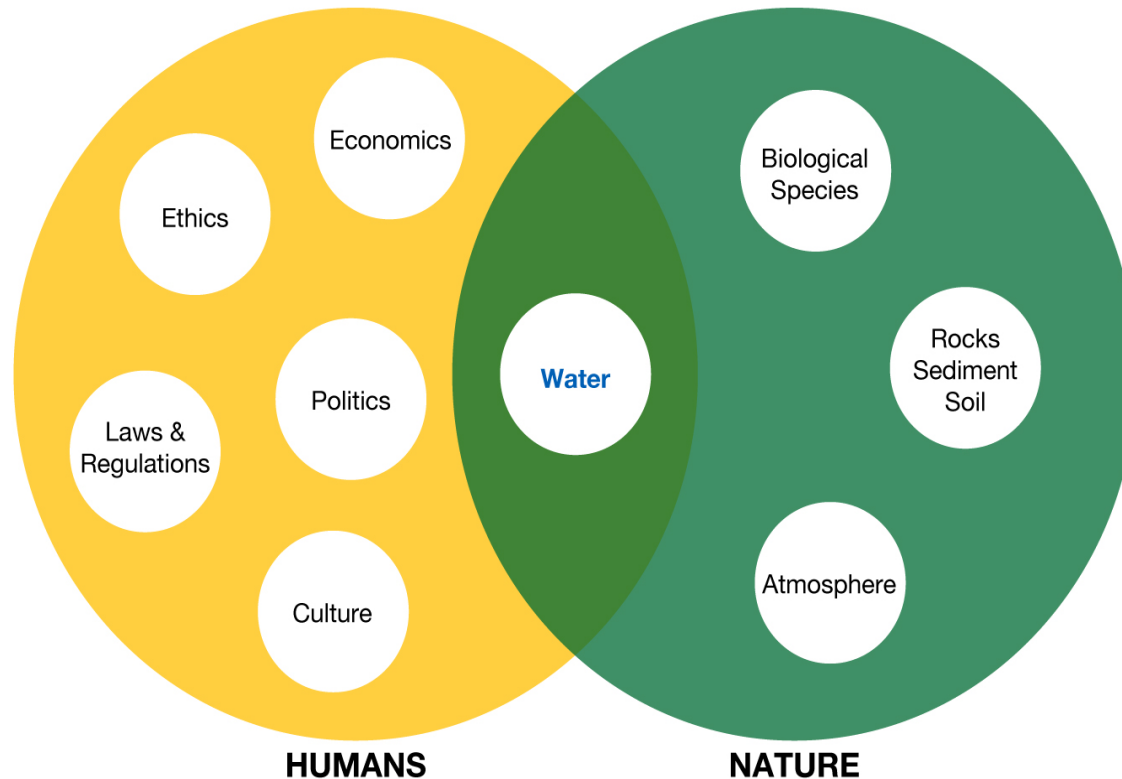 Economics
Ethics
Politics
Laws &
Regulations
Culture
Water
Biological
Species
Rocks
Sediment
Soil
Atmosphere
HUMANS
NATURE